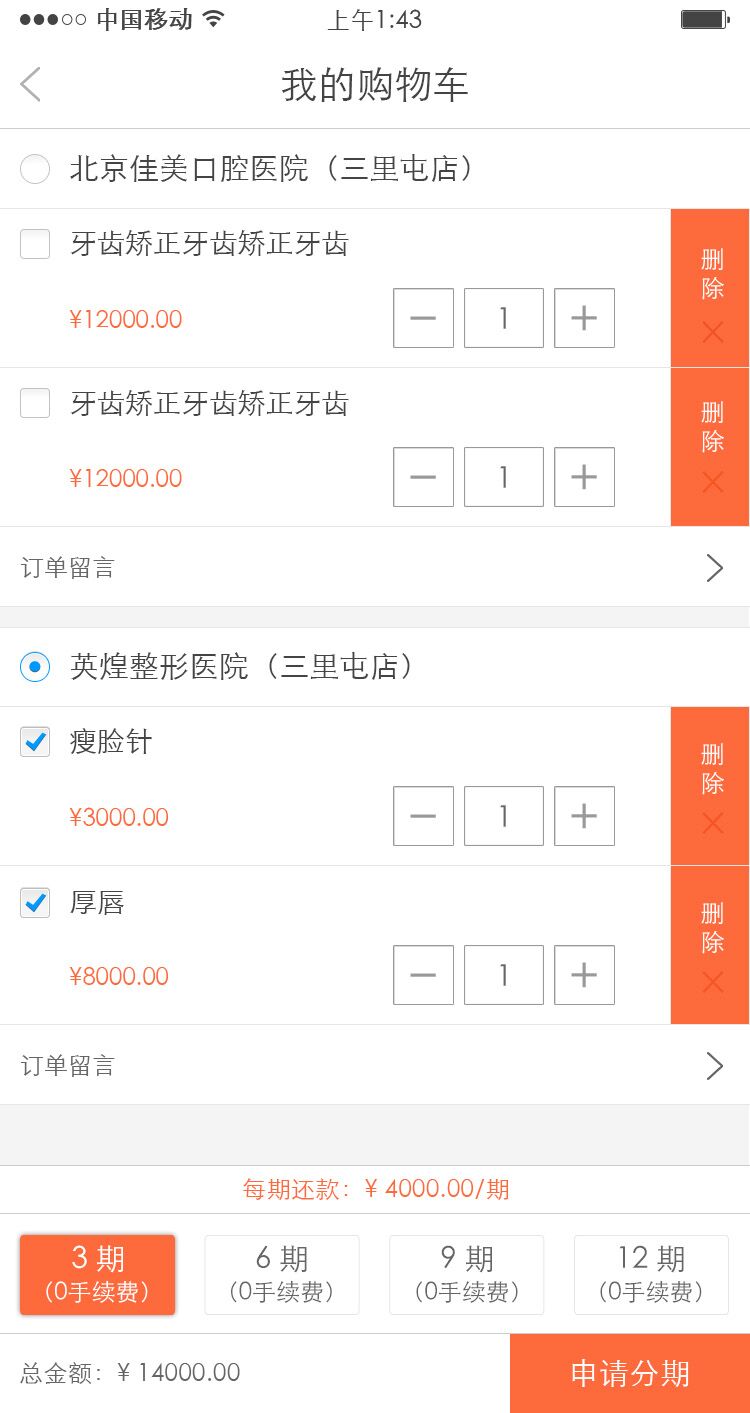 中国移动 上午1:43
我的购物车
北京佳美口腔医院（三里屯店）
牙齿矫正牙齿矫正牙齿
删除
¥12000.00 1
牙齿矫正牙齿矫正牙齿
删除
¥12000.00 1
订单留言
英煌整形医院（三里屯店）
瘦脸针
删除
¥3000.00 1
厚唇
删除
¥8000.00 1
订单留言
每期还款：¥ 4000.00/期
3 期 6 期 9 期 12 期
（0手续费） （0手续费） （0手续费） （0手续费）
总金额：¥ 14000.00 申请分期